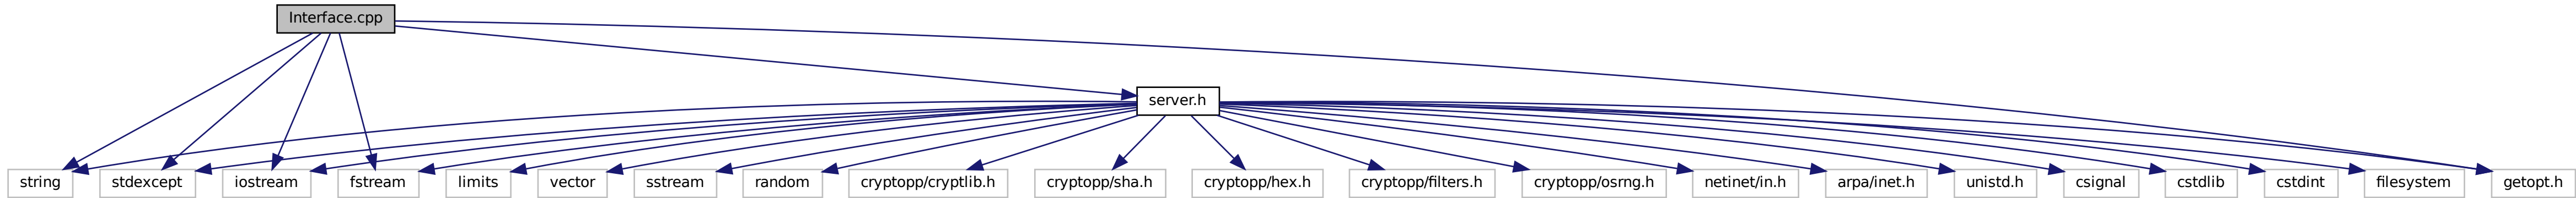 Interface.cpp
server.h
string
stdexcept
iostream
fstream
limits
vector
sstream
random
cryptopp/cryptlib.h
cryptopp/sha.h
cryptopp/hex.h
cryptopp/filters.h
cryptopp/osrng.h
netinet/in.h
arpa/inet.h
unistd.h
csignal
cstdlib
cstdint
filesystem
getopt.h